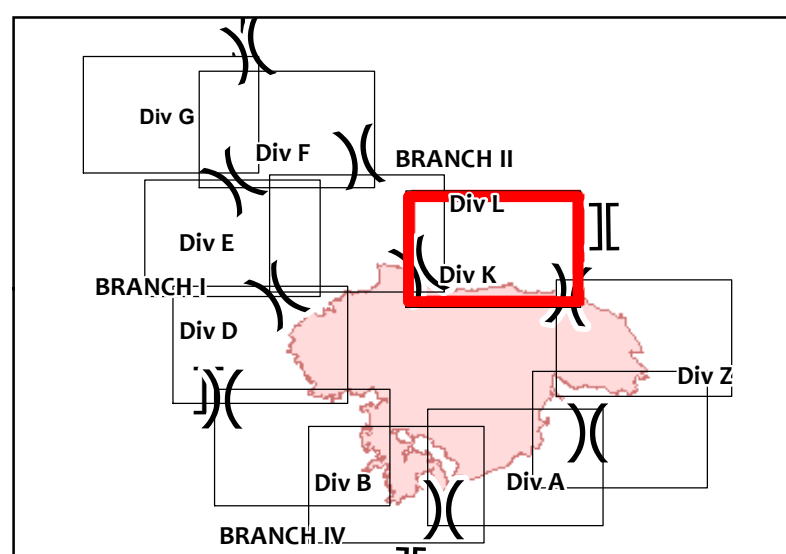 Div G
Div F
BRANCH II
Div L
Div E
Div K
BRANCH I
Div D
Div Z
Div B
Div A
BRANCH IV